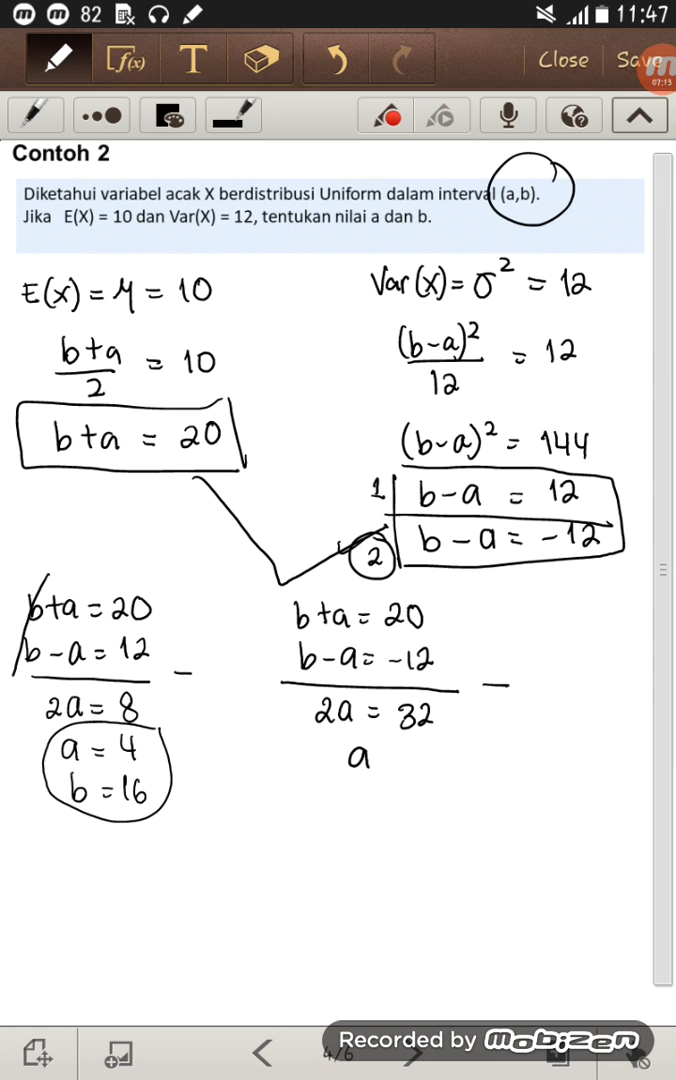 82 11:47
f(x) T Close Save
07:15
Contoh 2
Diketahui variabel acak X berdistribusi Uniform dalam interval (a,b).
Jika E(X) = 10 dan Var(X) = 12, tentukan nilai a dan b.
E(x) = μ = 10
b+a/2 = 10
b+a = 20
Var(x) = σ² = 12
(b-a)²/12 = 12
(b-a)² = 144
1 b-a = 12
2 b-a = -12
b+a = 20
b-a = 12 -
2a = 8
a = 4
b = 16
b+a = 20
b-a = -12 -
2a = 32
a
4/6
Recorded by mobizen